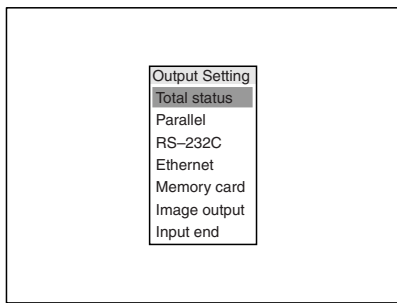 Output Setting
Total status
Parallel
RS–232C
Ethernet
Memory card
Image output
Input end